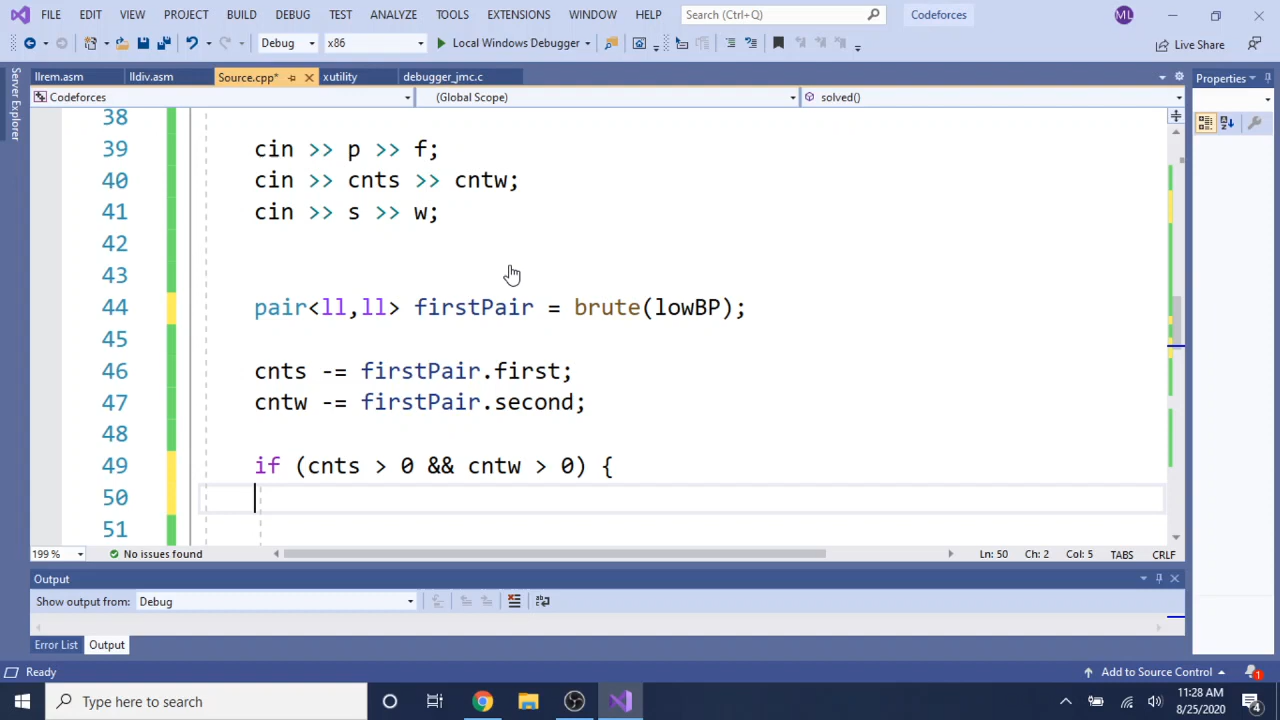 FILE EDIT VIEW PROJECT BUILD DEBUG TEST ANALYZE TOOLS EXTENSIONS WINDOW HELP Search (Ctrl+Q) Codeforces ML
Debug x86 Local Windows Debugger Live Share
llrem.asm lldiv.asm Source.cpp* xutility debugger_jmc.c Properties
Codeforces (Global Scope) solved()
Server Explorer
38
39 cin >> p >> f;
40 cin >> cnts >> cntw;
41 cin >> s >> w;
42
43
44 pair<ll,ll> firstPair = brute(lowBP);
45
46 cnts -= firstPair.first;
47 cntw -= firstPair.second;
48
49 if (cnts > 0 && cntw > 0) {
50
51
199 % No issues found Ln: 50 Ch: 2 Col: 5 TABS CRLF
Output
Show output from: Debug
Error List Output
Ready Add to Source Control 1
Type here to search 11:28 AM
8/25/2020 4